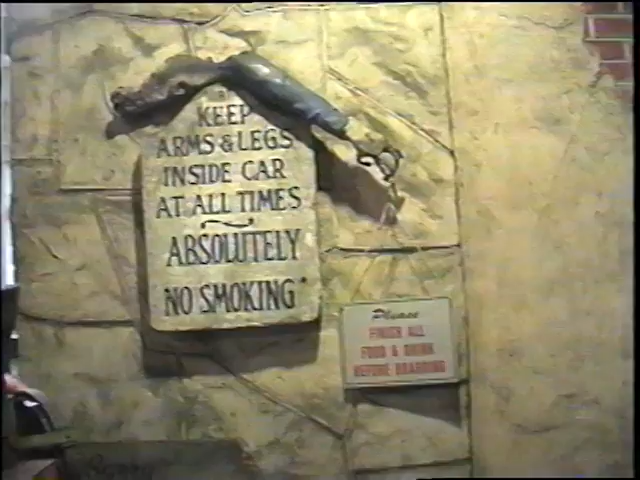 KEEP
ARMS & LEGS
INSIDE CAR
AT ALL TIMES
ABSOLUTELY
"NO SMOKING"
Please
FINISH ALL
FOOD & DRINK
BEFORE BOARDING